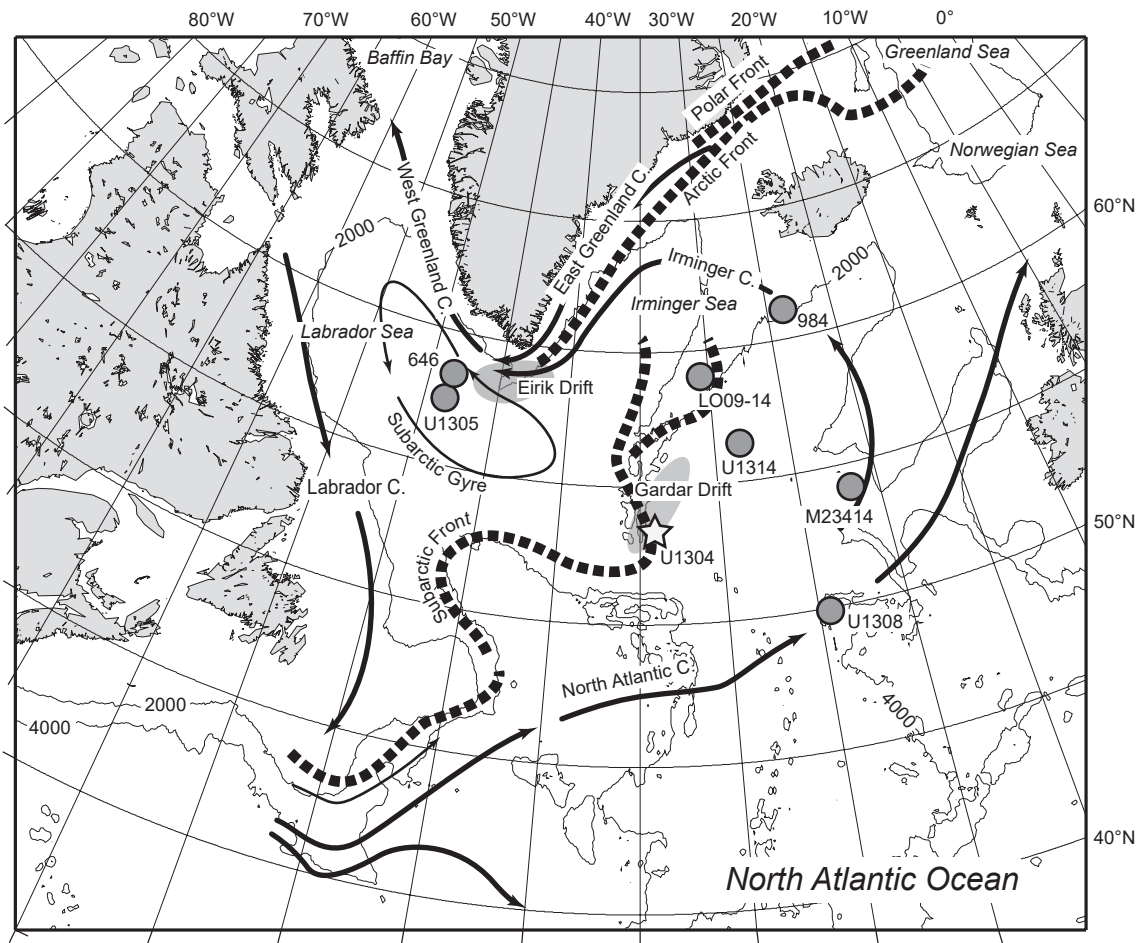 80°W 70°W 60°W 50°W 40°W 30°W 20°W 10°W 0°
Baffin Bay
Greenland Sea
Polar Front
Norwegian Sea
Arctic Front
60°N
West Greenland C.
East Greenland C.
2000
2000
Irminger C.
Irminger Sea
984
Labrador Sea
646
Eirik Drift
LO09-14
U1305
Subarctic Gyre
U1314
Labrador C.
Gardar Drift
M23414
50°N
Subarctic Front
U1304
U1308
North Atlantic C.
2000
4000
4000
40°N
North Atlantic Ocean